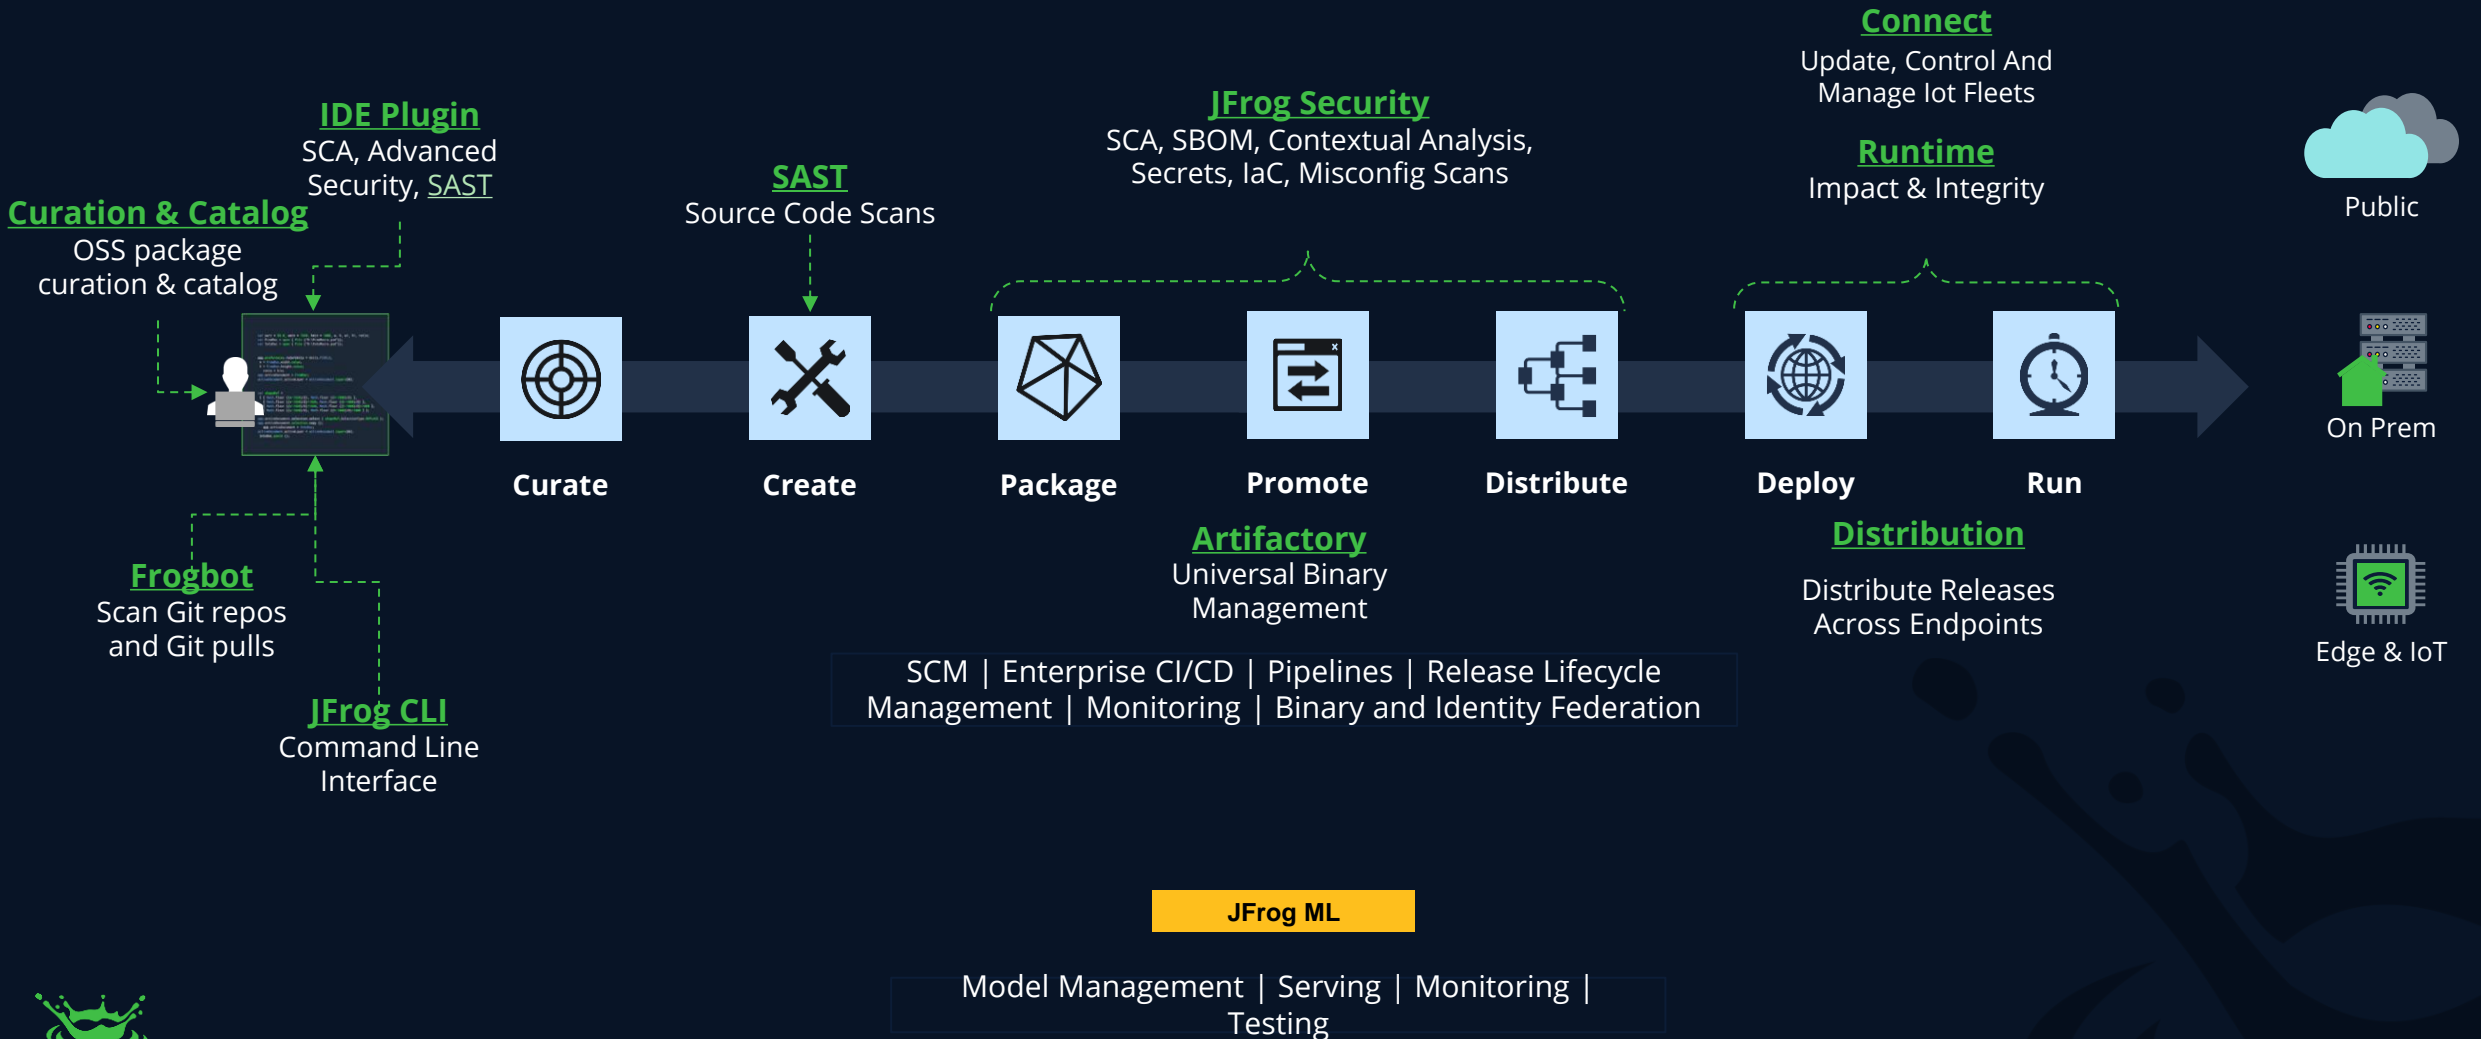 Connect
Update, Control And
Manage Iot Fleets
Runtime
Impact & Integrity
JFrog Security
SCA, SBOM, Contextual Analysis,
Secrets, IaC, Misconfig Scans
IDE Plugin
SCA, Advanced
Security, SAST
SAST
Source Code Scans
Curation & Catalog
OSS package
curation & catalog
Public
On Prem
Edge & IoT
Curate
Create
Package
Promote
Distribute
Deploy
Run
Frogbot
Scan Git repos
and Git pulls
JFrog CLI
Command Line
Interface
Artifactory
Universal Binary
Management
Distribution
Distribute Releases
Across Endpoints
SCM | Enterprise CI/CD | Pipelines | Release Lifecycle
Management | Monitoring | Binary and Identity Federation
JFrog ML
Model Management | Serving | Monitoring |
Testing